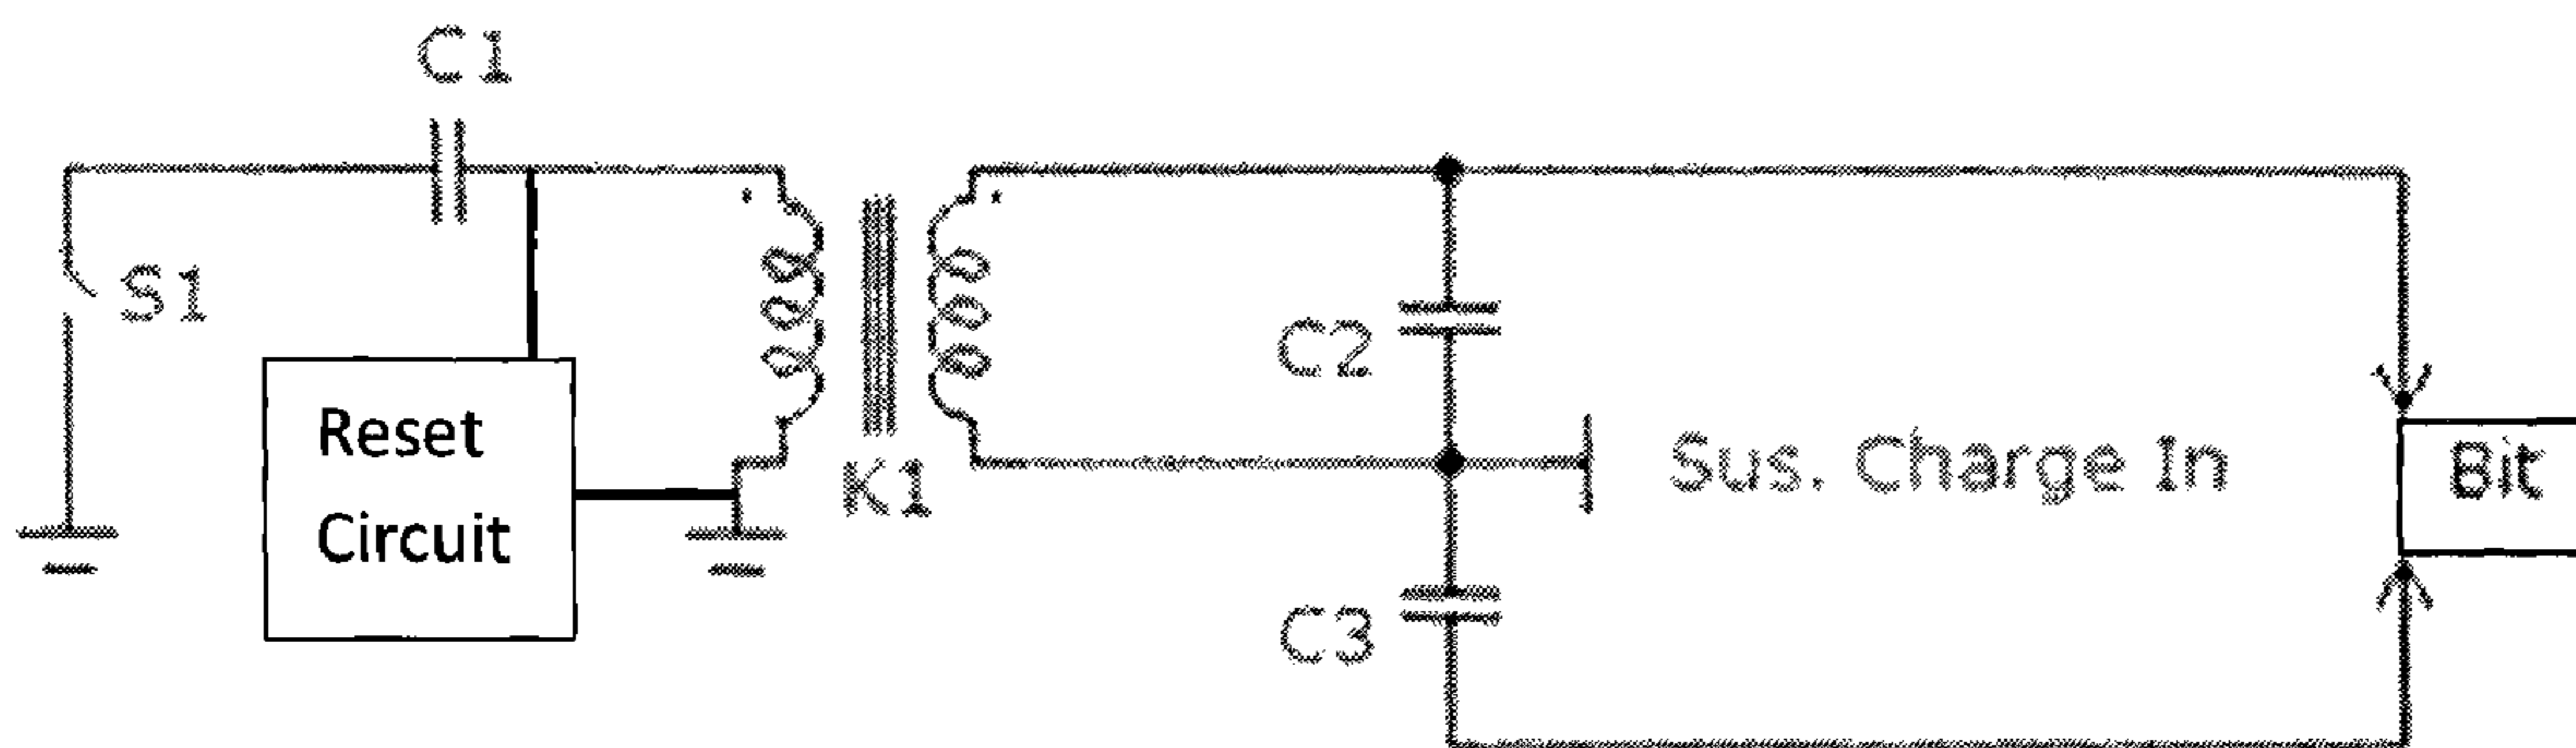 C1
S1
Reset
Circuit
K1
C2
Sus. Charge In
Bit
C3